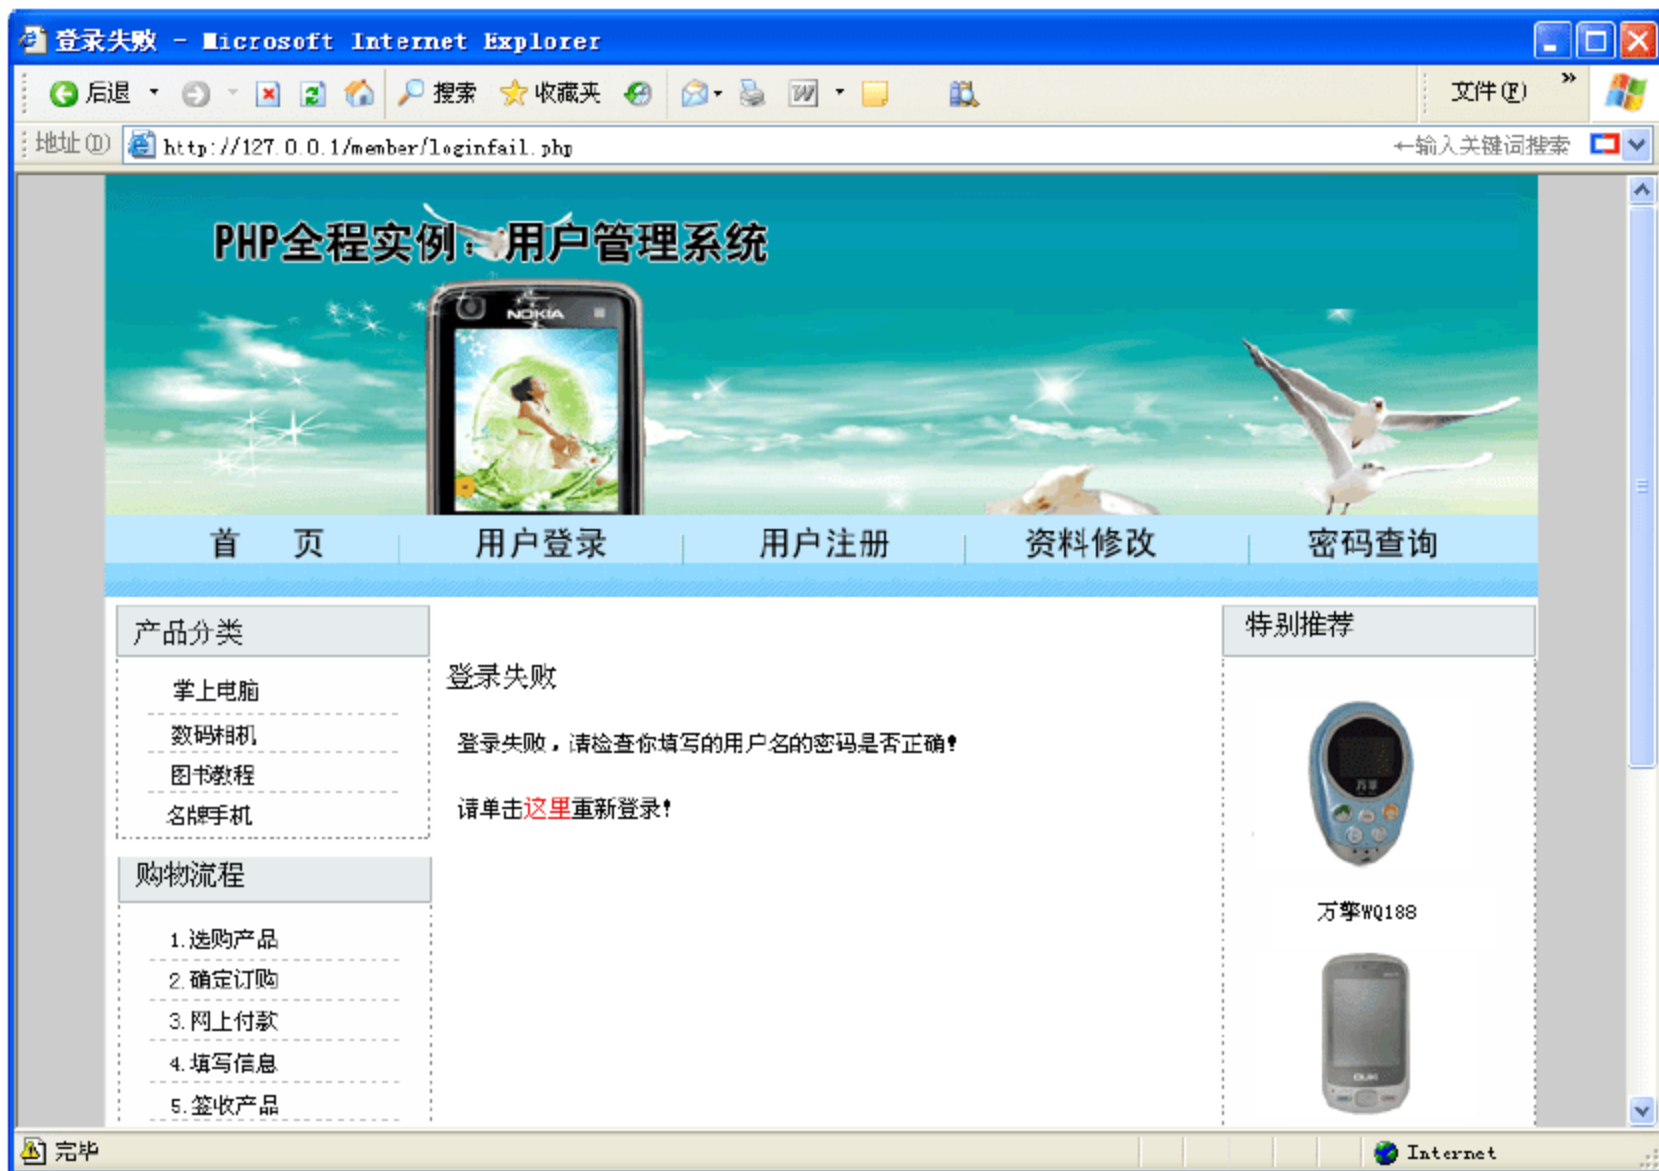 登录失败 - Microsoft Internet Explorer
后退 搜索 收藏夹 文件(F) »
地址(D) http://127.0.0.1/member/loginfail.php ←输入关键词搜索
PHP全程实例:用户管理系统
NOKIA
首 页 用户登录 用户注册 资料修改 密码查询
产品分类
掌上电脑
数码相机
图书教程
名牌手机
购物流程
1.选购产品
2.确定订购
3.网上付款
4.填写信息
5.签收产品
登录失败
登录失败,请检查你填写的用户名的密码是否正确!
请单击这里重新登录!
特别推荐
万擎
万擎WQ188
完毕 Internet